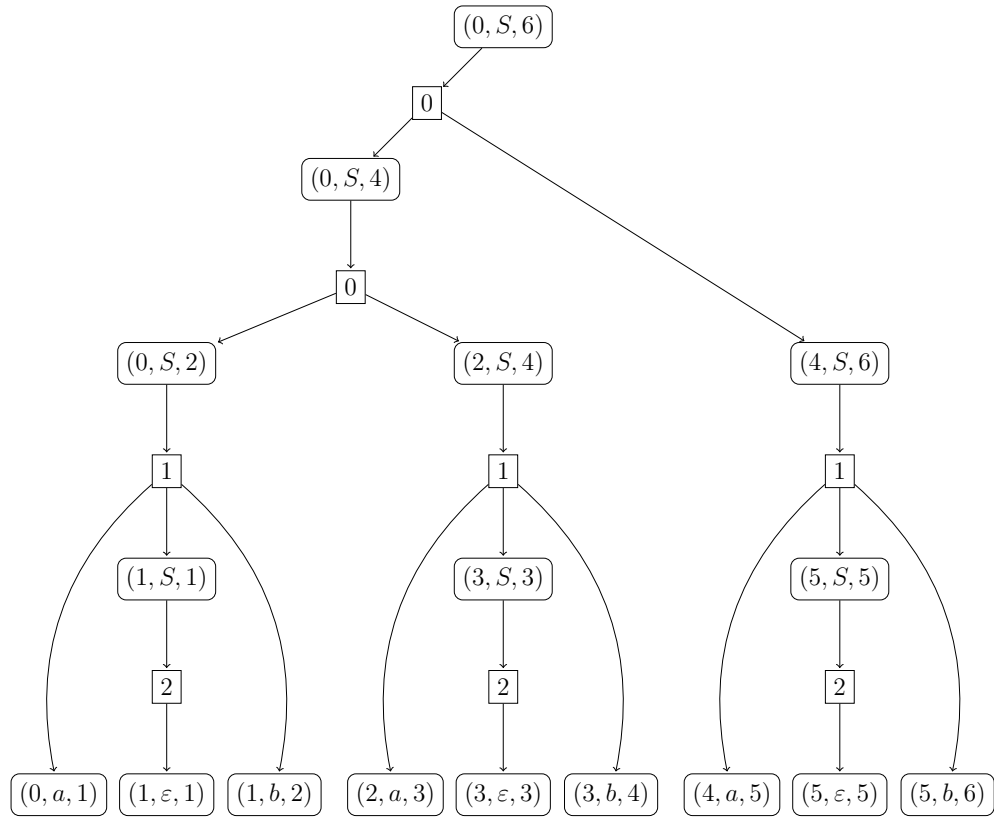 (0, S, 6)
0
(0, S, 4)
0
(0, S, 2) (2, S, 4) (4, S, 6)
1 1 1
(1, S, 1) (3, S, 3) (5, S, 5)
2 2 2
(0, a, 1) (1, ε, 1) (1, b, 2) (2, a, 3) (3, ε, 3) (3, b, 4) (4, a, 5) (5, ε, 5) (5, b, 6)